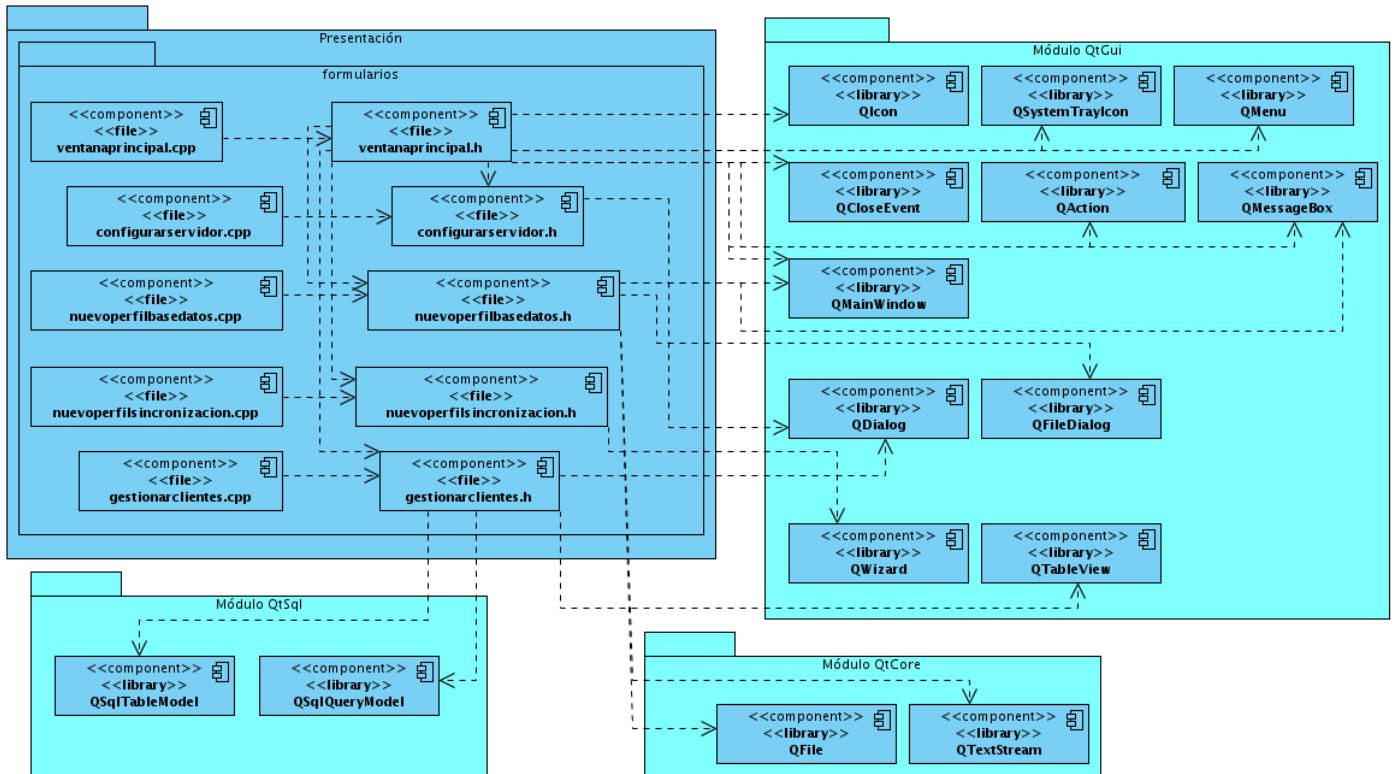 Presentación
formularios
<<component>>
<<file>>
ventanaprincipal.cpp
<<component>>
<<file>>
ventanaprincipal.h
<<component>>
<<file>>
configurarservidor.cpp
<<component>>
<<file>>
configurarservidor.h
<<component>>
<<file>>
nuevoperfilbasedatos.cpp
<<component>>
<<file>>
nuevoperfilbasedatos.h
<<component>>
<<file>>
nuevoperfilsincronizacion.cpp
<<component>>
<<file>>
nuevoperfilsincronizacion.h
<<component>>
<<file>>
gestionarclientes.cpp
<<component>>
<<file>>
gestionarclientes.h
Módulo QtGui
<<component>>
<<library>>
QIcon
<<component>>
<<library>>
QSystemTrayIcon
<<component>>
<<library>>
QMenu
<<component>>
<<library>>
QCloseEvent
<<component>>
<<library>>
QAction
<<component>>
<<library>>
QMessageBox
<<component>>
<<library>>
QMainWindow
<<component>>
<<library>>
QDialog
<<component>>
<<library>>
QFileDialog
<<component>>
<<library>>
QWizard
<<component>>
<<library>>
QTableView
Módulo QtSql
<<component>>
<<library>>
QSqlTableModel
<<component>>
<<library>>
QSqlQueryModel
Módulo QtCore
<<component>>
<<library>>
QFile
<<component>>
<<library>>
QTextStream